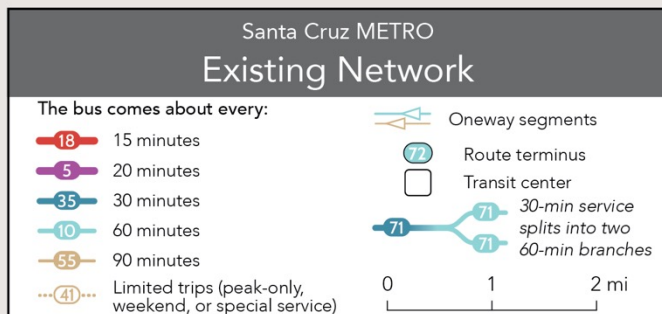 Santa Cruz METRO
Existing Network
The bus comes about every:
18 15 minutes
5 20 minutes
35 30 minutes
10 60 minutes
55 90 minutes
41 Limited trips (peak-only,
weekend, or special service)
Oneway segments
72 Route terminus
Transit center
71 71 30-min service
splits into two
71 60-min branches
0 1 2 mi